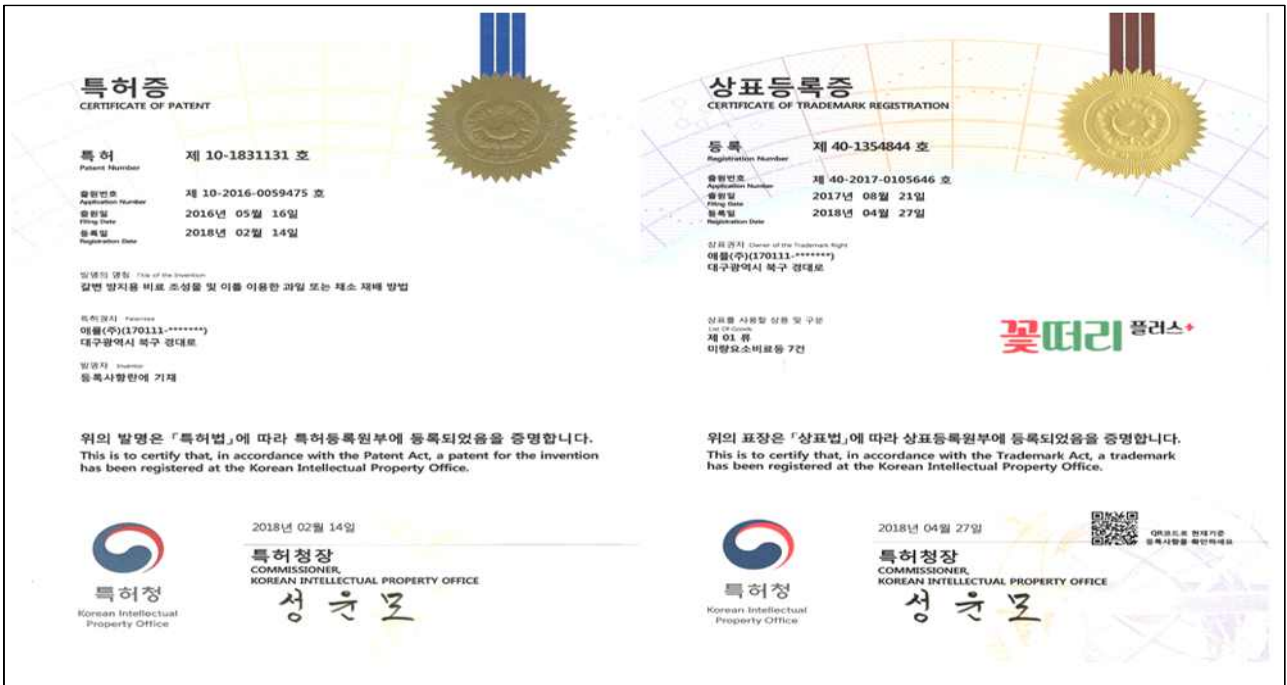 특허증
CERTIFICATE OF PATENT
특 허 제 10-1831131 호
Patent Number
출원번호 제 10-2016-0059475 호
Application Number
출원일 2016년 05월 16일
Filing Date
등록일 2018년 02월 14일
Registration Date
발명의 명칭 Title of the Invention
갈변 방지용 비료 조성물 및 이를 이용한 과일 또는 채소 재배 방법
특허권자 Patentee
애플(주)(170111-*******)
대구광역시 북구 경대로
발명자 Inventor
등록사항란에 기재
위의 발명은 「특허법」에 따라 특허등록원부에 등록되었음을 증명합니다.
This is to certify that, in accordance with the Patent Act, a patent for the invention
has been registered at the Korean Intellectual Property Office.
2018년 02월 14일
특허청장
COMMISSIONER,
KOREAN INTELLECTUAL PROPERTY OFFICE
성윤모
특허청
Korean Intellectual
Property Office
상표등록증
CERTIFICATE OF TRADEMARK REGISTRATION
등 록 제 40-1354844 호
Registration Number
출원번호 제 40-2017-0105646 호
Application Number
출원일 2017년 08월 21일
Filing Date
등록일 2018년 04월 27일
Registration Date
상표권자 Owner of the Trademark Right
애플(주)(170111-*******)
대구광역시 북구 경대로
상표를 사용할 상품 및 구분
List Of Goods
제 01 류
미량요소비료등 7건
꽃떠리 플러스+
위의 표장은 「상표법」에 따라 상표등록원부에 등록되었음을 증명합니다.
This is to certify that, in accordance with the Trademark Act, a trademark
has been registered at the Korean Intellectual Property Office.
2018년 04월 27일
QR코드로 현재기준
등록사항을 확인하세요
특허청장
COMMISSIONER,
KOREAN INTELLECTUAL PROPERTY OFFICE
성윤모
특허청
Korean Intellectual
Property Office